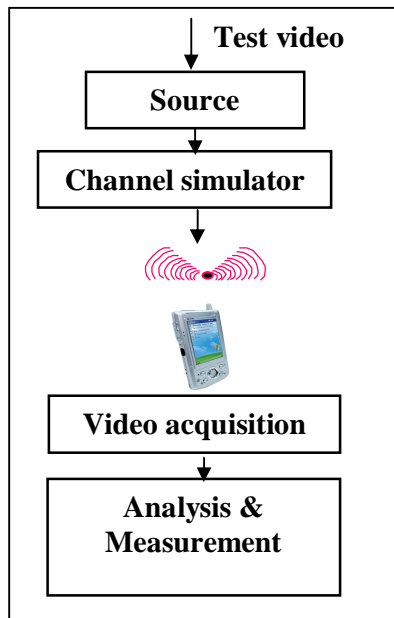 Test video
Source
Channel simulator
Video acquisition
Analysis &
Measurement